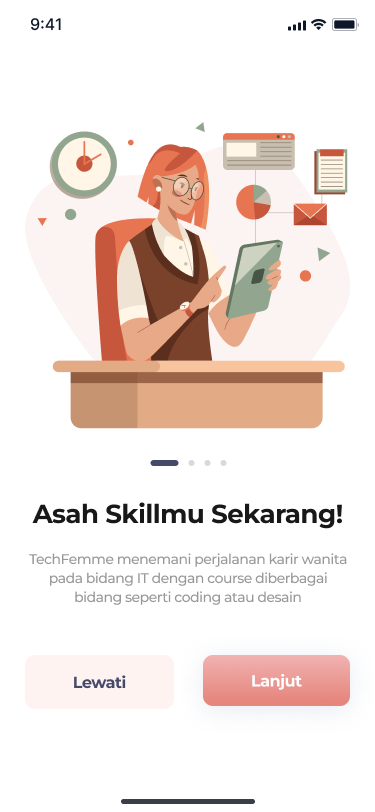 9:41
Asah Skillmu Sekarang!
TechFemme menemani perjalanan karir wanita
pada bidang IT dengan course diberbagai
bidang seperti coding atau desain
Lewati
Lanjut